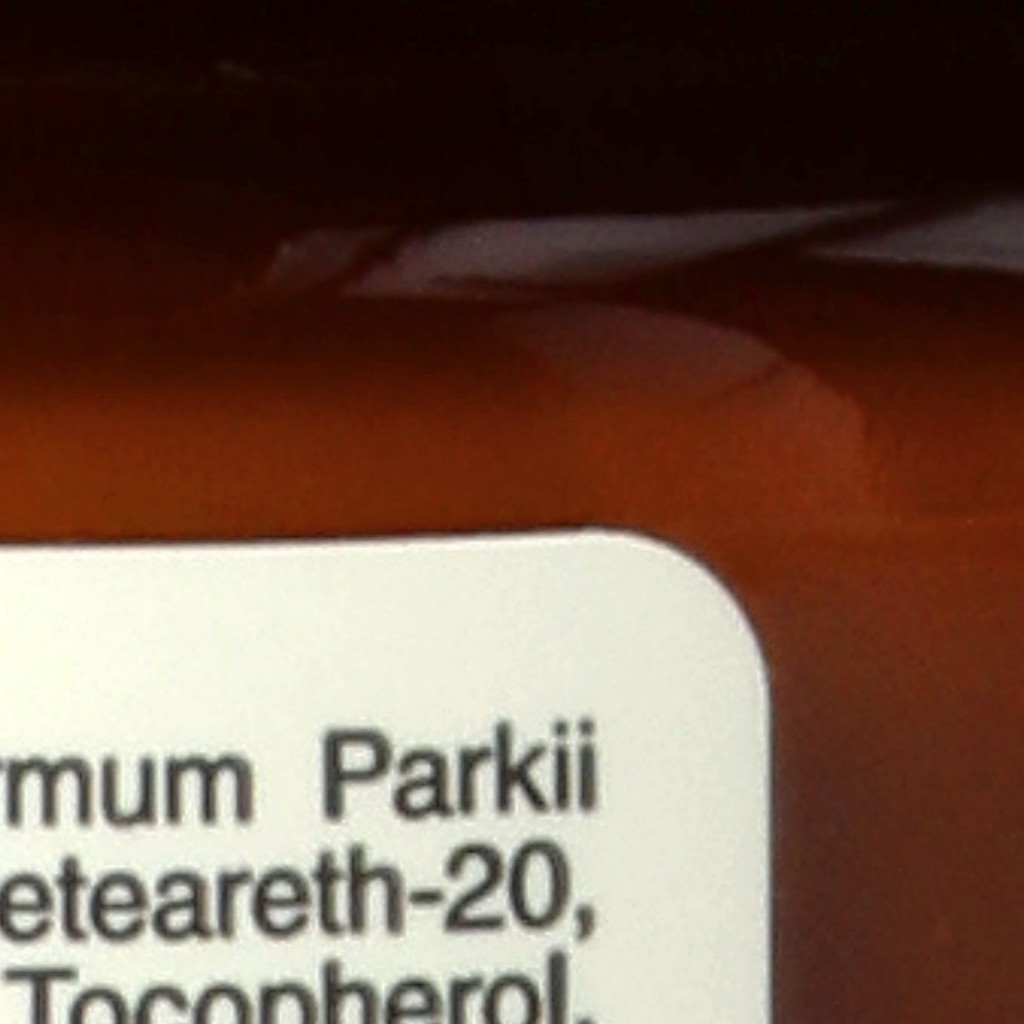 rmum Parkii
eteareth-20,
Tocopherol,